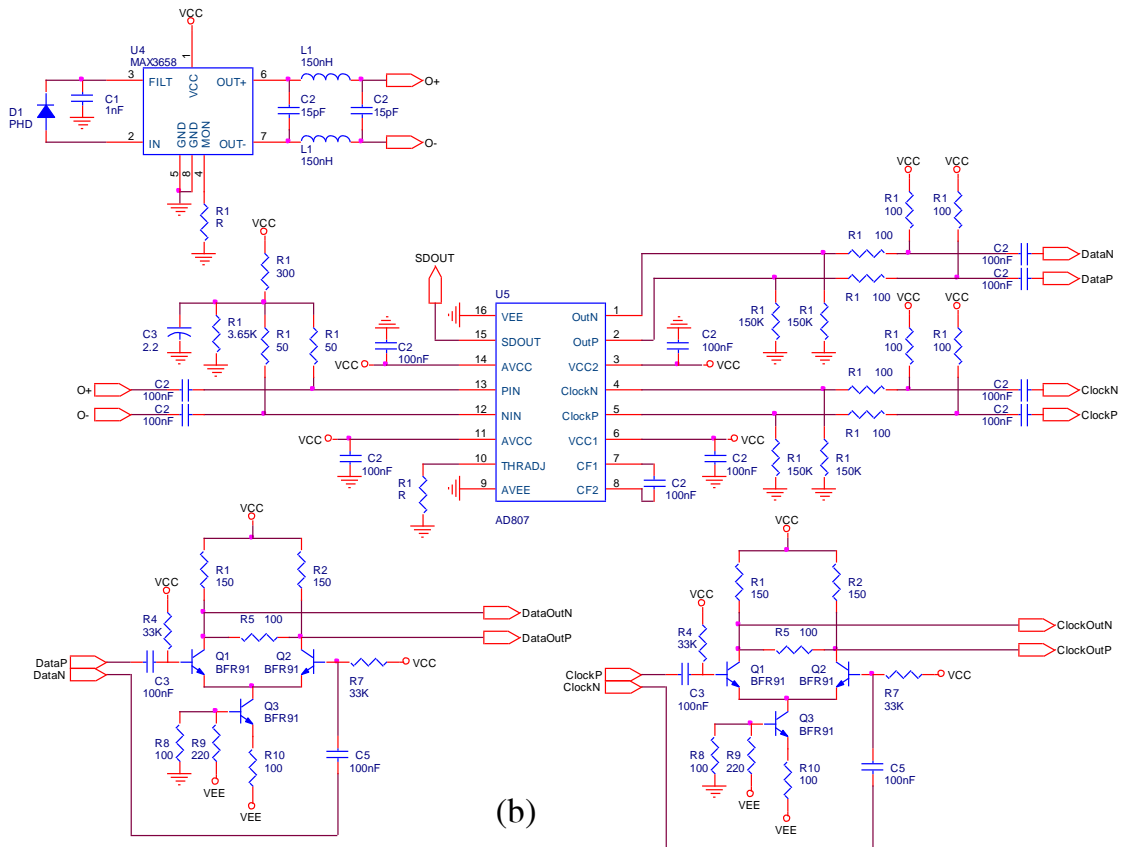 VCC
U4
MAX3658
1
VCC
3
FILT
OUT+
6
2
IN
OUT-
7
GND
GND
MON
5
8
4
D1
PHD
C1
1nF
L1
150nH
C2
15pF
C2
15pF
L1
150nH
O+
O-
R1
R
VCC
R1
300
C3
2.2
R1
3.65K
R1
50
R1
50
O+
C2
100nF
O-
C2
100nF
SDOUT
U5
16
VEE
15
SDOUT
14
AVCC
13
PIN
12
NIN
11
AVCC
10
THRADJ
9
AVEE
OutN
1
OutP
2
VCC2
3
ClockN
4
ClockP
5
VCC1
6
CF1
7
CF2
8
AD807
C2
100nF
VCC
VCC
C2
100nF
R1
R
C2
100nF
VCC
VCC
C2
100nF
C2
100nF
VCC
VCC
R1
100
R1
100
R1 100
R1 100
R1
150K
R1
150K
C2
100nF
C2
100nF
DataN
DataP
VCC
VCC
R1
100
R1
100
R1 100
R1 100
R1
150K
R1
150K
C2
100nF
C2
100nF
ClockN
ClockP
VCC
R1
150
R2
150
VCC
R4
33K
R5 100
DataOutN
DataOutP
DataP
DataN
C3
100nF
Q1
BFR91
Q2
BFR91
R7
33K
VCC
Q3
BFR91
R8
100
R9
220
R10
100
C5
100nF
VEE
VEE
(b)
VCC
R1
150
R2
150
VCC
R4
33K
R5 100
ClockOutN
ClockOutP
ClockP
ClockN
C3
100nF
Q1
BFR91
Q2
BFR91
R7
33K
VCC
Q3
BFR91
R8
100
R9
220
R10
100
C5
100nF
VEE
VEE